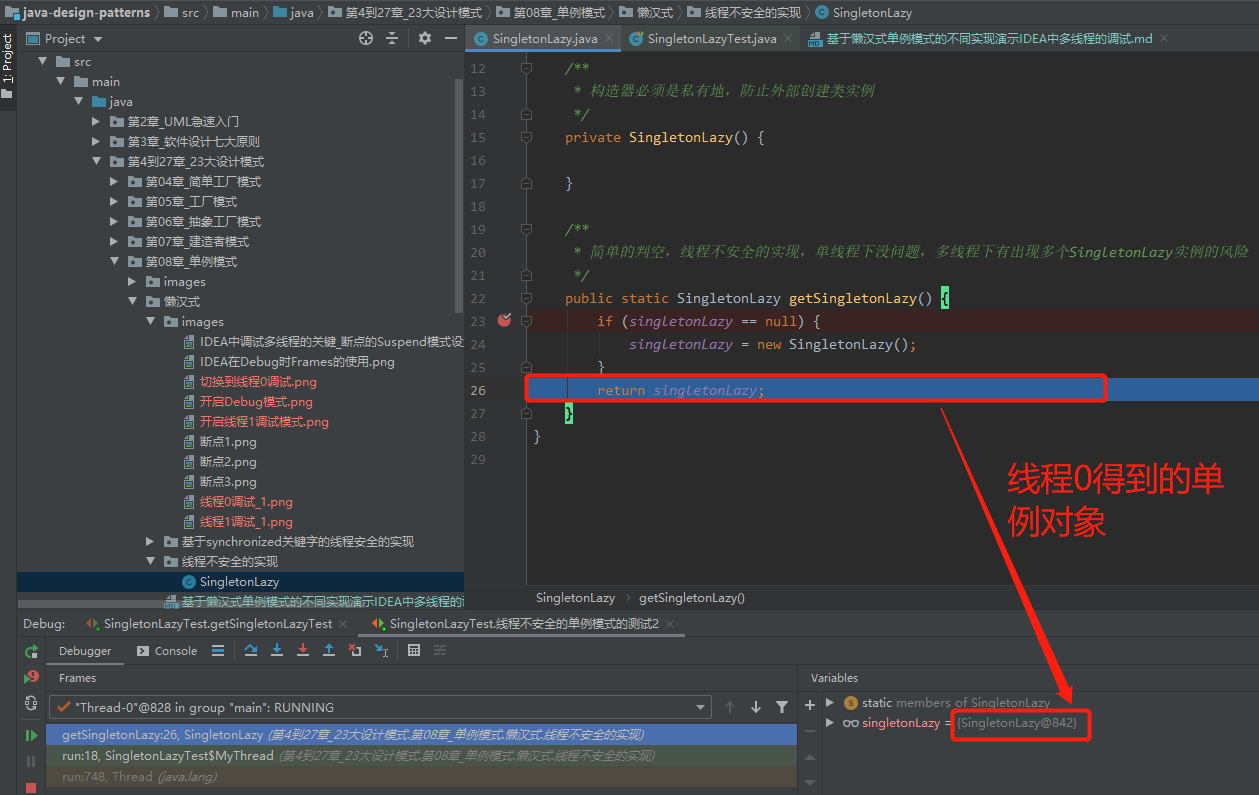 java-design-patterns › src › main › java › 第4到27章_23大设计模式 › 第08章_单例模式 › 懒汉式 › 线程不安全的实现 › SingletonLazy
1: Project
Project
SingletonLazy.java × SingletonLazyTest.java × 基于懒汉式单例模式的不同实现演示IDEA中多线程的调试.md ×
src
main
java
第2章_UML急速入门
第3章_软件设计七大原则
第4到27章_23大设计模式
第04章_简单工厂模式
第05章_工厂模式
第06章_抽象工厂模式
第07章_建造者模式
第08章_单例模式
images
懒汉式
images
IDEA中调试多线程的关键_断点的Suspend模式设
IDEA在Debug时Frames的使用.png
切换到线程0调试.png
开启Debug模式.png
开启线程1调试模式.png
断点1.png
断点2.png
断点3.png
线程0调试_1.png
线程1调试_1.png
基于synchronized关键字的线程安全的实现
线程不安全的实现
SingletonLazy
基于懒汉式单例模式的不同实现演示IDEA中多线程的
12 /**
13 * 构造器必须是私有地，防止外部创建类实例
14 */
15 private SingletonLazy() {
16
17 }
18
19 /**
20 * 简单的判空，线程不安全的实现，单线程下没问题，多线程下有出现多个SingletonLazy实例的风险
21 */
22 public static SingletonLazy getSingletonLazy() {
23 if (singletonLazy == null) {
24 singletonLazy = new SingletonLazy();
25 }
26 return singletonLazy;
27 }
28 }
29
线程0得到的单
例对象
SingletonLazy › getSingletonLazy()
Debug: SingletonLazyTest.getSingletonLazyTest × SingletonLazyTest.线程不安全的单例模式的测试2 ×
Debugger Console
Frames
"Thread-0"@828 in group "main": RUNNING
getSingletonLazy:26, SingletonLazy (第4到27章_23大设计模式.第08章_单例模式.懒汉式.线程不安全的实现)
run:18, SingletonLazyTest$MyThread (第4到27章_23大设计模式.第08章_单例模式.懒汉式.线程不安全的实现)
run:748, Thread (java.lang)
Variables
static members of SingletonLazy
singletonLazy = {SingletonLazy@842}